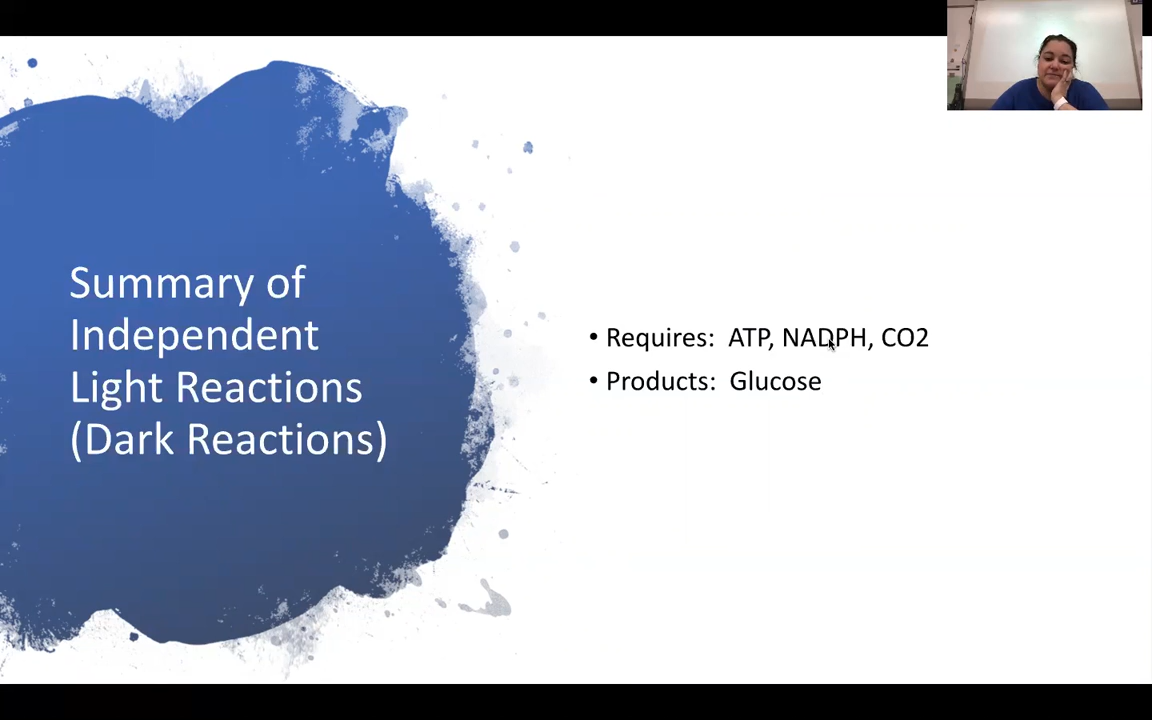 Summary of
Independent
Light Reactions
(Dark Reactions)
• Requires: ATP, NADPH, CO2
• Products: Glucose